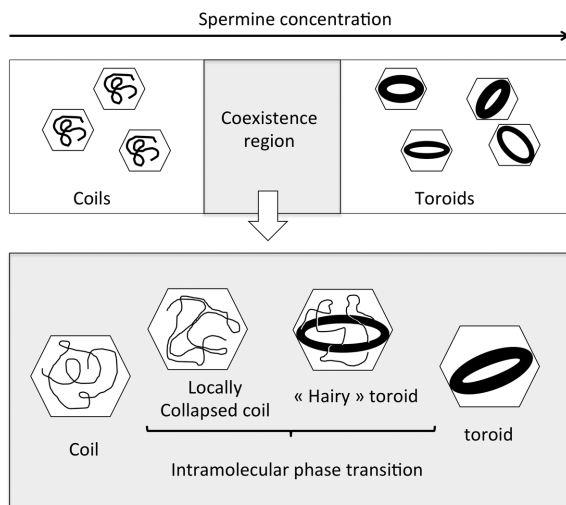 Spermine concentration
Coexistence
region
Coils
Toroids
Locally
Collapsed coil
« Hairy » toroid
Coil
toroid
Intramolecular phase transition